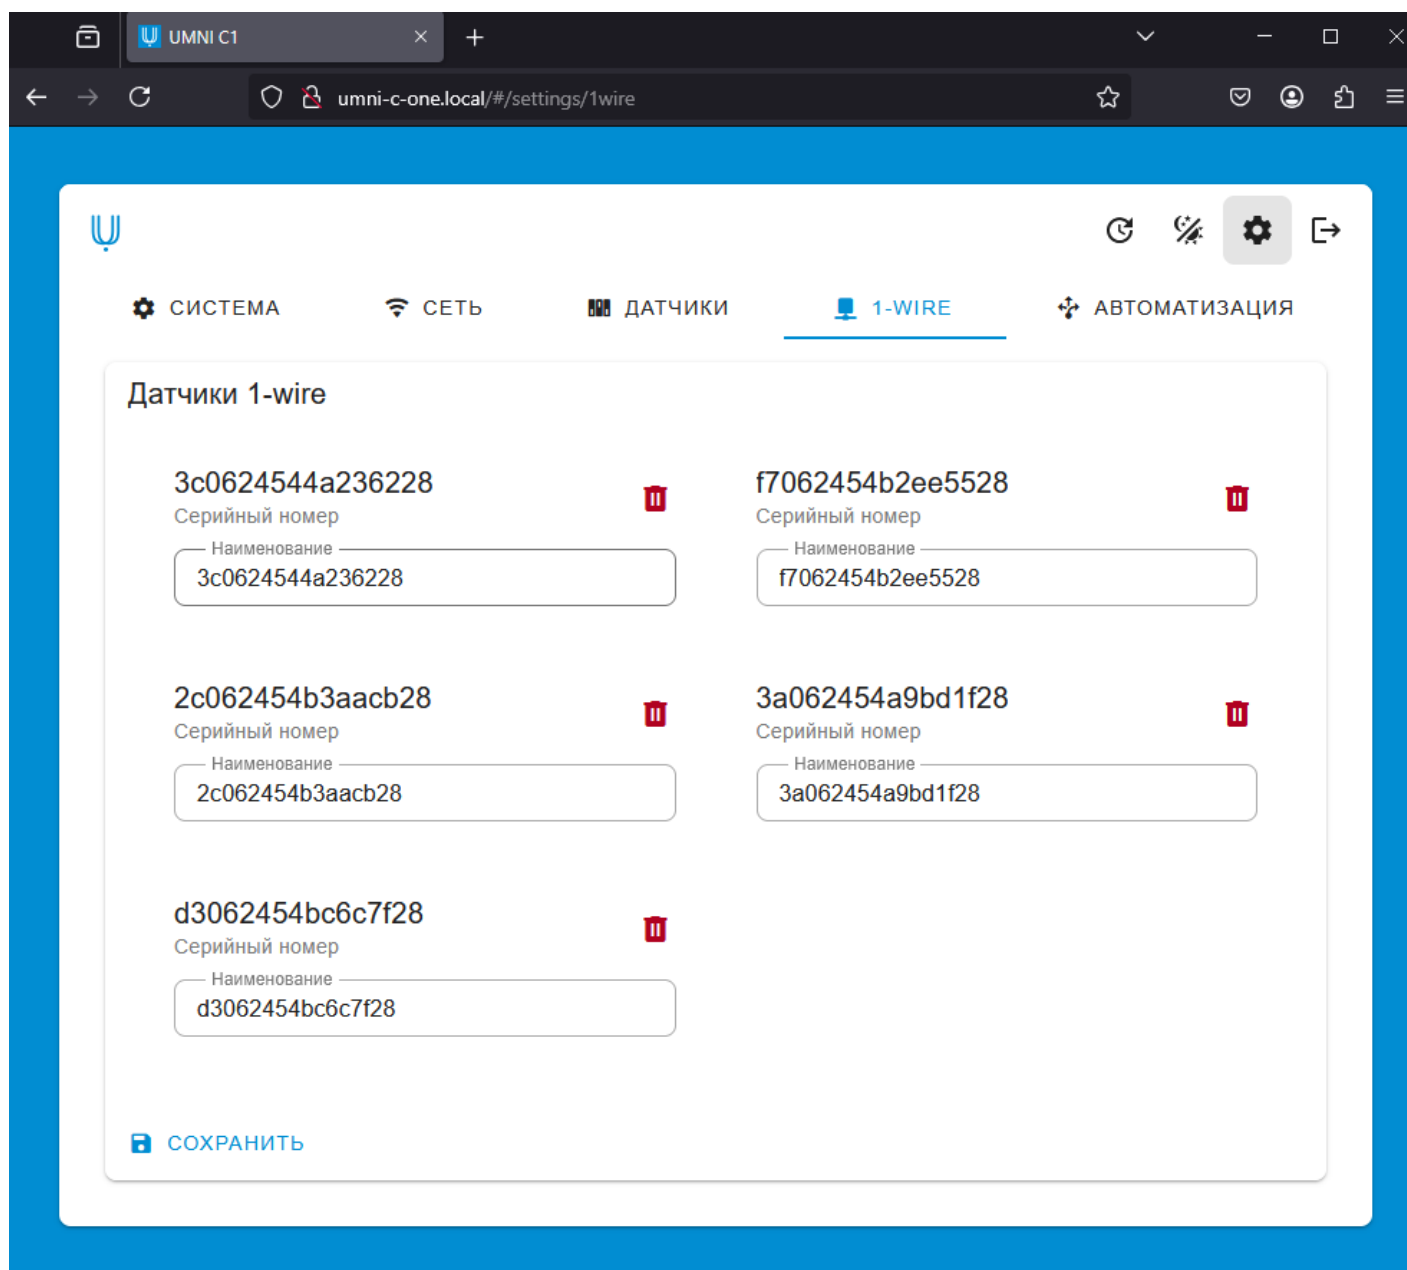 UMNI C1
umni-c-one.local/#/settings/1wire
СИСТЕМА СЕТЬ ДАТЧИКИ 1-WIRE АВТОМАТИЗАЦИЯ
Датчики 1-wire
3c0624544a236228
Серийный номер
Наименование
3c0624544a236228
f7062454b2ee5528
Серийный номер
Наименование
f7062454b2ee5528
2c062454b3aacb28
Серийный номер
Наименование
2c062454b3aacb28
3a062454a9bd1f28
Серийный номер
Наименование
3a062454a9bd1f28
d3062454bc6c7f28
Серийный номер
Наименование
d3062454bc6c7f28
СОХРАНИТЬ